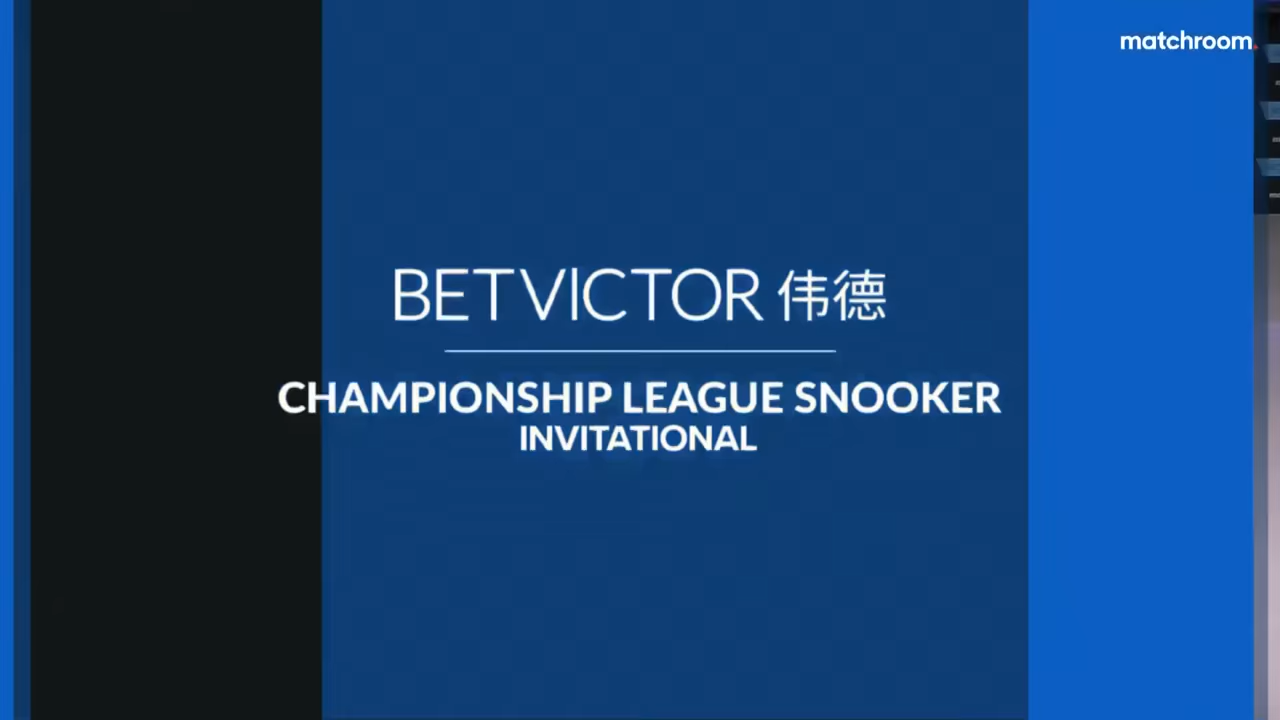 matchroom.
BETVICTOR 伟德
CHAMPIONSHIP LEAGUE SNOOKER
INVITATIONAL